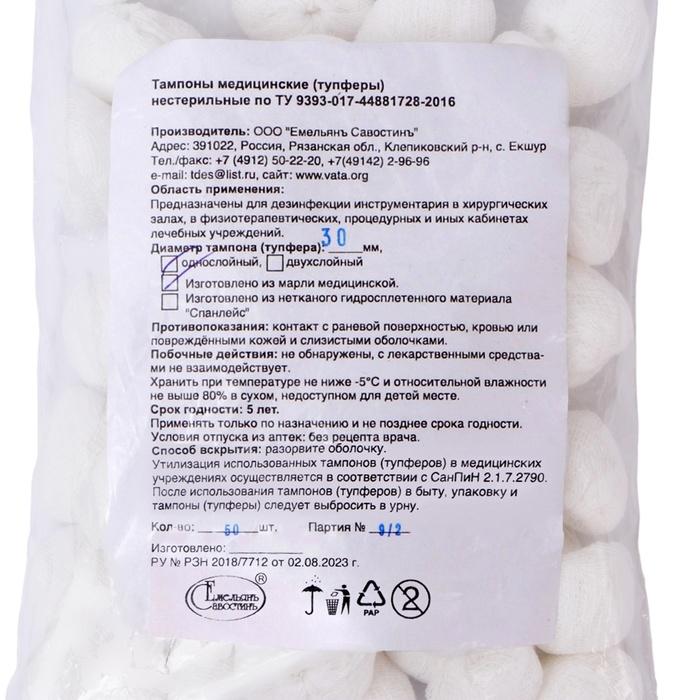 Тампоны медицинские (тупферы)
нестерильные по ТУ 9393-017-44881728-2016
Производитель: ООО "Емельянъ Савостинъ"
Адрес: 391022, Россия, Рязанская обл., Клепиковский р-н, с. Екшур
Тел./факс: +7 (4912) 50-22-20, +7(49142) 2-96-96
e-mail: tdes@list.ru, сайт: www.vata.org
Область применения:
Предназначены для дезинфекции инструментария в хирургических
залах, в физиотерапевтических, процедурных и иных кабинетах
лечебных учреждений.
Диаметр тампона (тупфера): 30 мм,
однослойный, двухслойный
Изготовлено из марли медицинской.
Изготовлено из нетканого гидросплетенного материала
"Спанлейс"
Противопоказания: контакт с раневой поверхностью, кровью или
повреждёнными кожей и слизистыми оболочками.
Побочные действия: не обнаружены, с лекарственными средства-
ми не взаимодействует.
Хранить при температуре не ниже -5°С и относительной влажности
не выше 80% в сухом, недоступном для детей месте.
Срок годности: 5 лет.
Применять только по назначению и не позднее срока годности.
Условия отпуска из аптек: без рецепта врача.
Способ вскрытия: разорвите оболочку.
Утилизация использованных тампонов (тупферов) в медицинских
учреждениях осуществляется в соответствии с СанПиН 2.1.7.2790.
После использования тампонов (тупферов) в быту, упаковку и
тампоны (тупферы) следует выбросить в урну.
Кол-во: 50 шт. Партия № 9/2
Изготовлено:
РУ № РЗН 2018/7712 от 02.08.2023 г.
Емельянъ Савостинъ ®
PAP
2